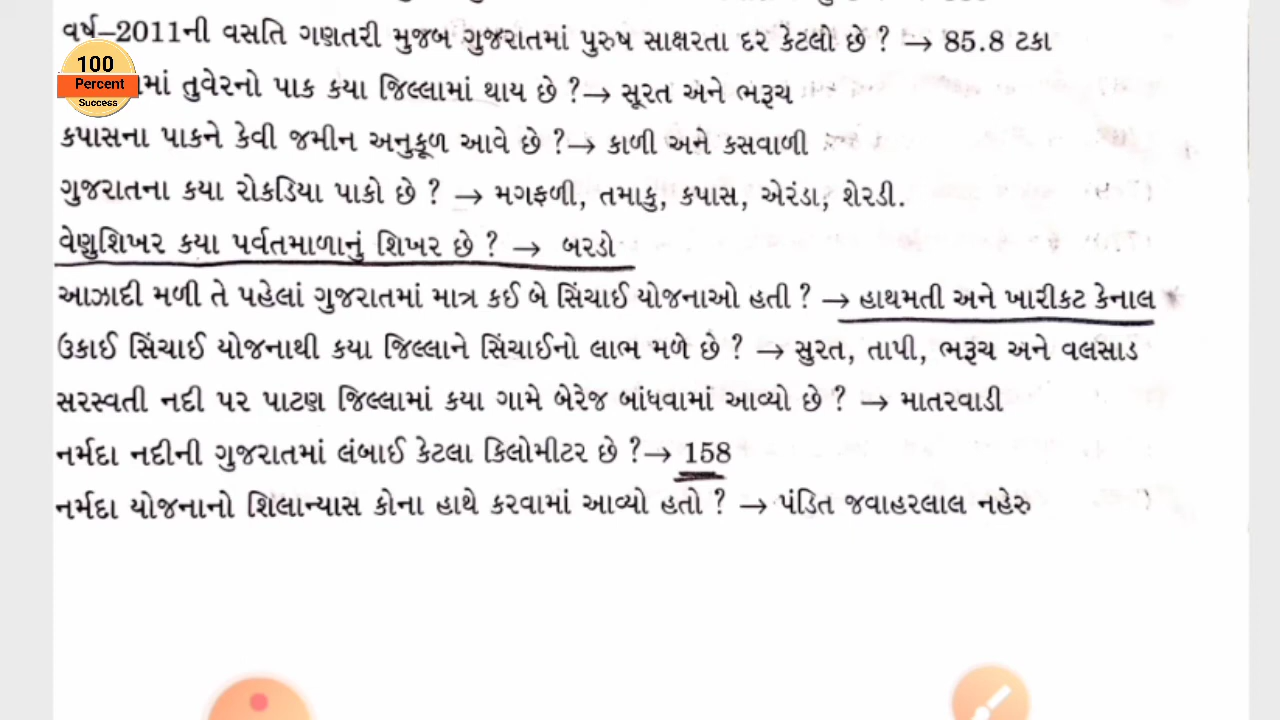 વર્ષ–2011ની વસતિ ગણતરી મુજબ ગુજરાતમાં પુરુષ સાક્ષરતા દર કેટલો છે ? → 85.8 ટકા
100
Percent
Success
તુવેરનો પાક કયા જિલ્લામાં થાય છે ?→ સૂરત અને ભરૂચ
કપાસના પાકને કેવી જમીન અનુકૂળ આવે છે ?→ કાળી અને કસવાળી
ગુજરાતના કયા રોકડિયા પાકો છે ? → મગફળી, તમાકુ, કપાસ, એરંડા, શેરડી.
વેણુશિખર કયા પર્વતમાળાનું શિખર છે ? → બરડો
આઝાદી મળી તે પહેલાં ગુજરાતમાં માત્ર કઈ બે સિંચાઈ યોજનાઓ હતી ? → હાથમતી અને ખારીકટ કેનાલ
ઉકાઈ સિંચાઈ યોજનાથી કયા જિલ્લાને સિંચાઈનો લાભ મળે છે ? → સુરત, તાપી, ભરૂચ અને વલસાડ
સરસ્વતી નદી પર પાટણ જિલ્લામાં કયા ગામે બેરેજ બાંધવામાં આવ્યો છે ? → માતરવાડી
નર્મદા નદીની ગુજરાતમાં લંબાઈ કેટલા કિલોમીટર છે ?→ 158
નર્મદા યોજનાનો શિલાન્યાસ કોના હાથે કરવામાં આવ્યો હતો ? → પંડિત જવાહરલાલ નહેરુ